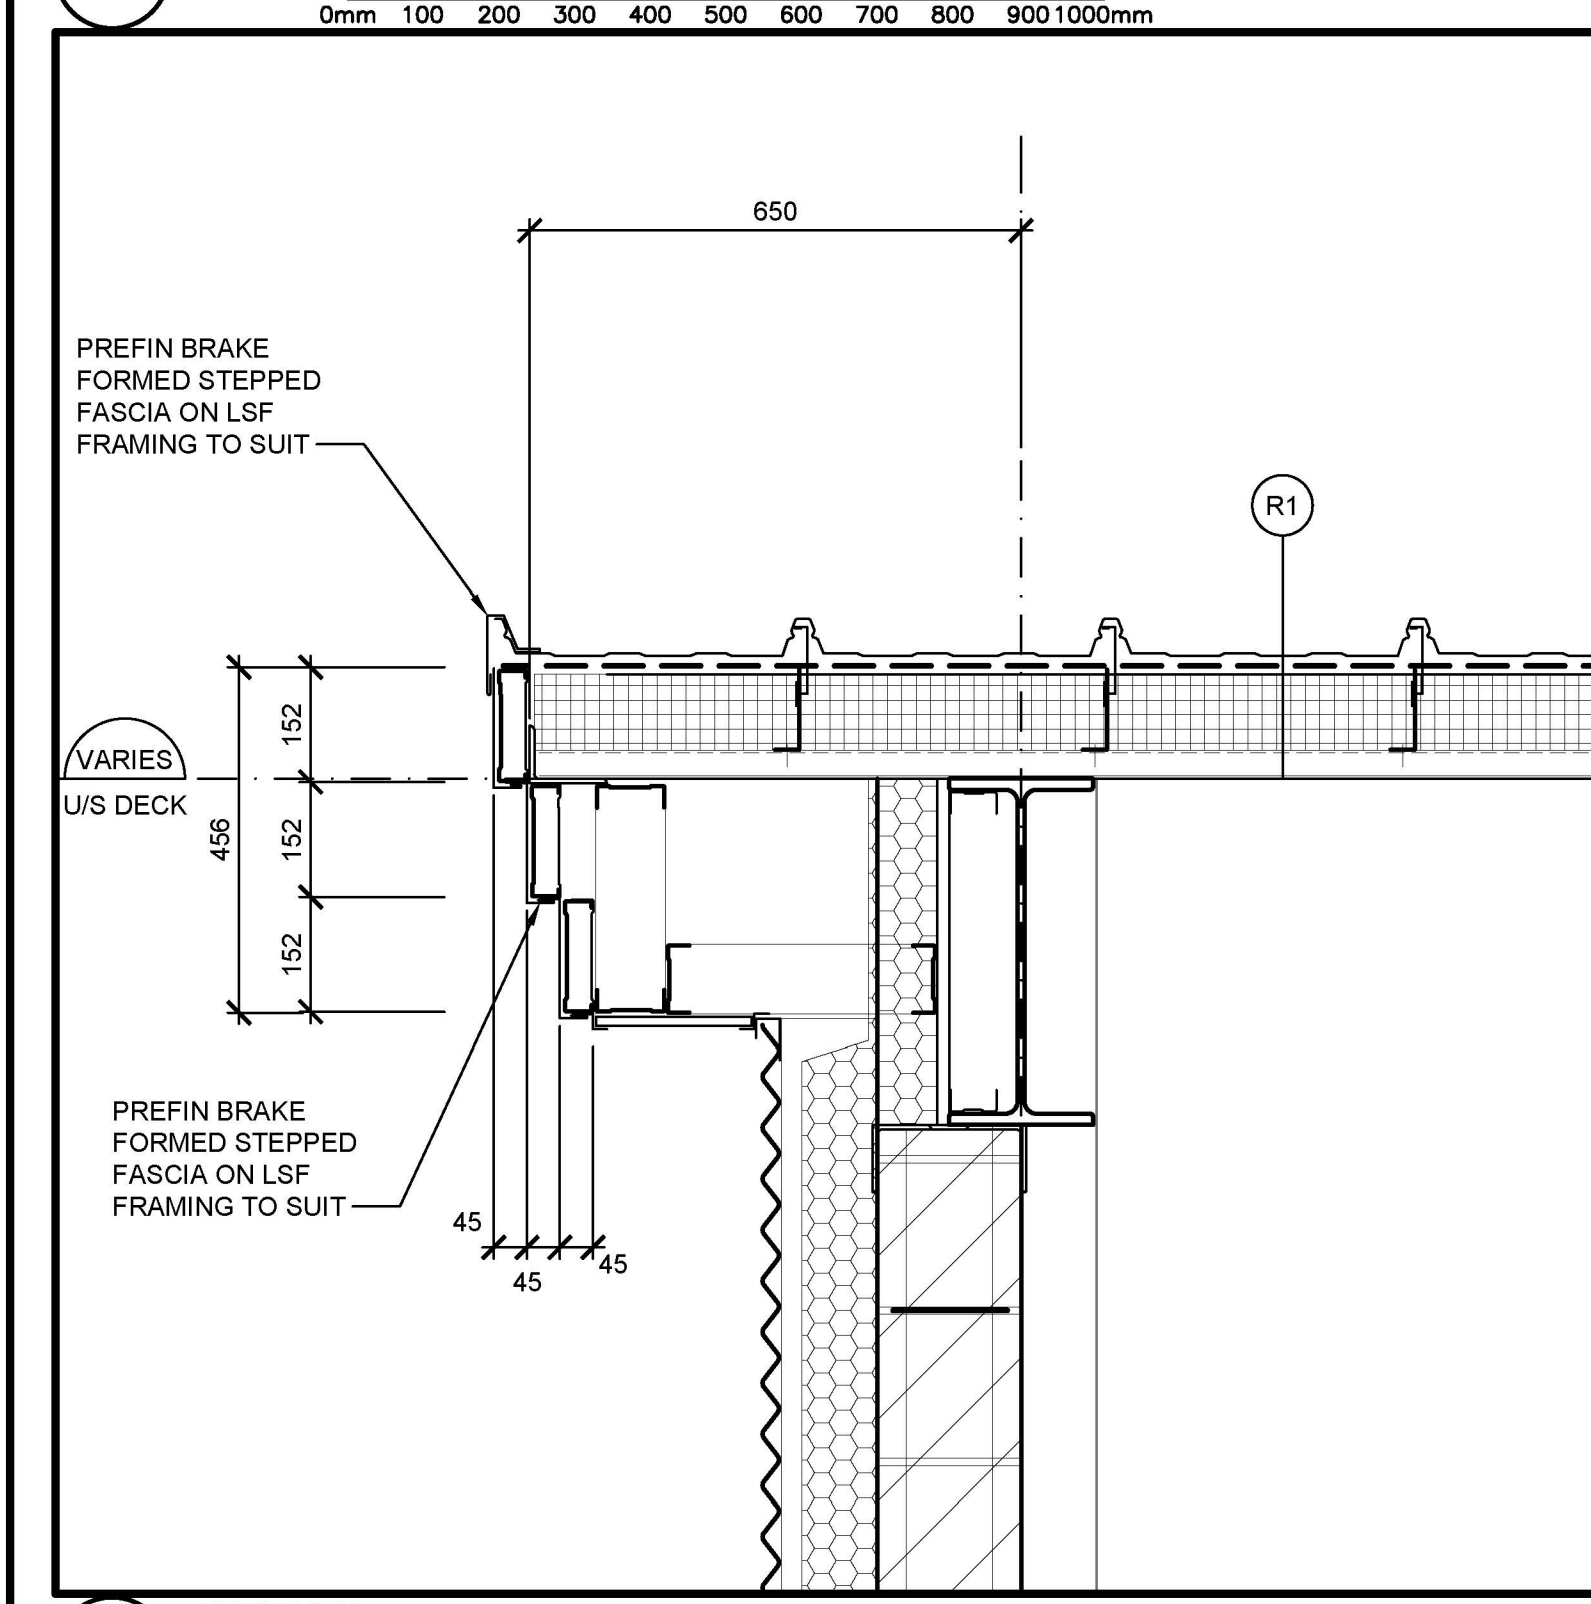 0mm 100 200 300 400 500 600 700 800 900 1000mm
650
PREFIN BRAKE
FORMED STEPPED
FASCIA ON LSF
FRAMING TO SUIT
R1
152
VARIES
U/S DECK
456
152
152
PREFIN BRAKE
FORMED STEPPED
FASCIA ON LSF
FRAMING TO SUIT
45
45
45